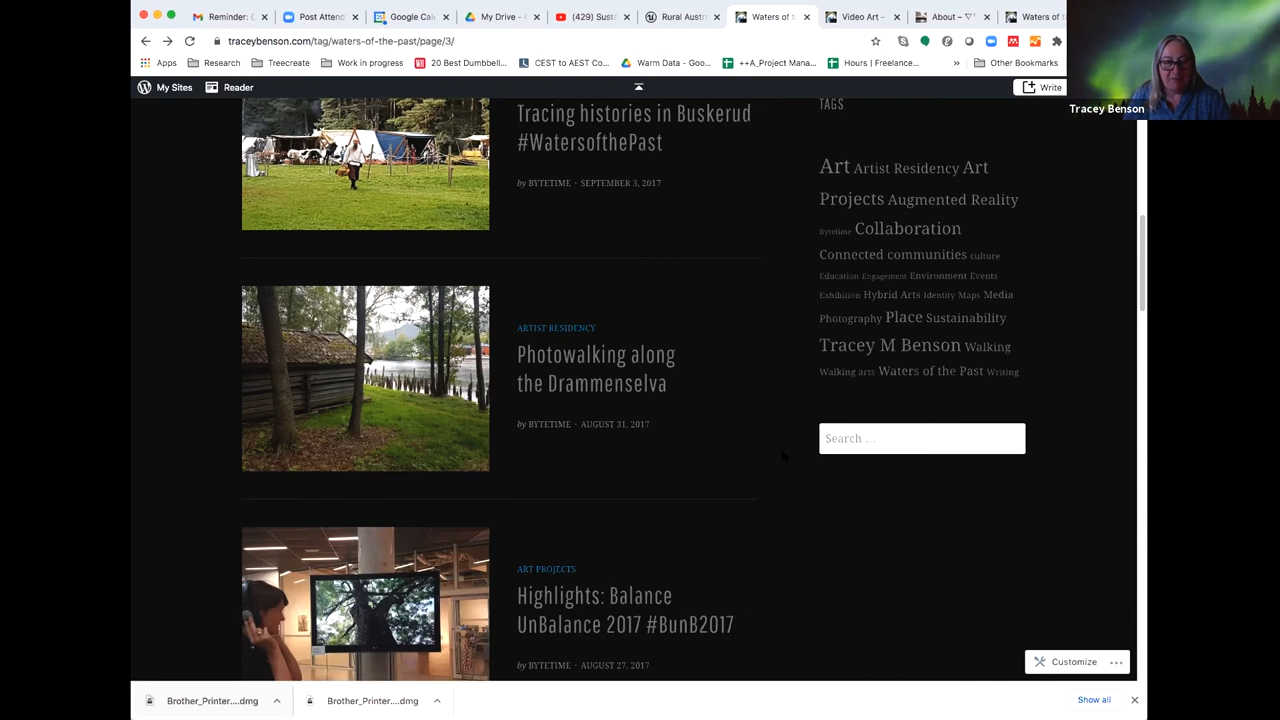 Reminder: C
Post Attend
Google Cal
My Drive -
(429) Susta
Rural Austr
Waters of t
Video Art –
About –
Waters of t
traceybenson.com/tag/waters-of-the-past/page/3/
Apps
Research
Treecreate
Work in progress
20 Best Dumbbell...
CEST to AEST Co...
Warm Data - Goo...
++A_Project Mana...
Hours | Freelance...
»
Other Bookmarks
My Sites
Reader
Write
Tracey Benson
Tracing histories in Buskerud
#WatersofthePast
by BYTETIME · SEPTEMBER 3, 2017
ARTIST RESIDENCY
Photowalking along
the Drammenselva
by BYTETIME · AUGUST 31, 2017
ART PROJECTS
Highlights: Balance
UnBalance 2017 #BunB2017
by BYTETIME · AUGUST 27, 2017
TAGS
Art Artist Residency Art
Projects Augmented Reality
Bytetime Collaboration
Connected communities culture
Education Engagement Environment Events
Exhibition Hybrid Arts Identity Maps Media
Photography Place Sustainability
Tracey M Benson Walking
Walking arts Waters of the Past Writing
Search ...
Customize
Brother_Printer....dmg
Brother_Printer....dmg
Show all